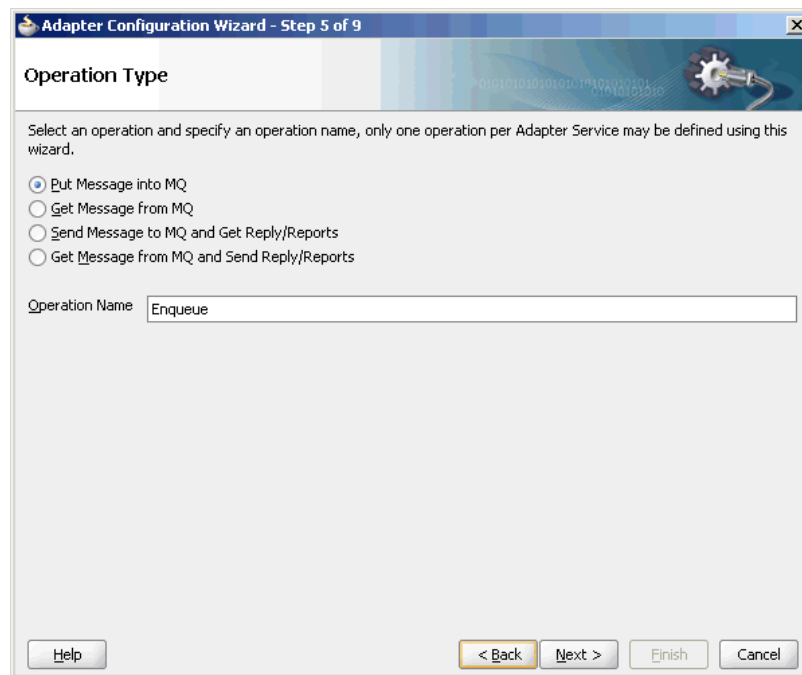 Adapter Configuration Wizard - Step 5 of 9
Operation Type
Select an operation and specify an operation name, only one operation per Adapter Service may be defined using this
wizard.
Put Message into MQ
Get Message from MQ
Send Message to MQ and Get Reply/Reports
Get Message from MQ and Send Reply/Reports
Operation Name Enqueue
Help < Back Next > Finish Cancel